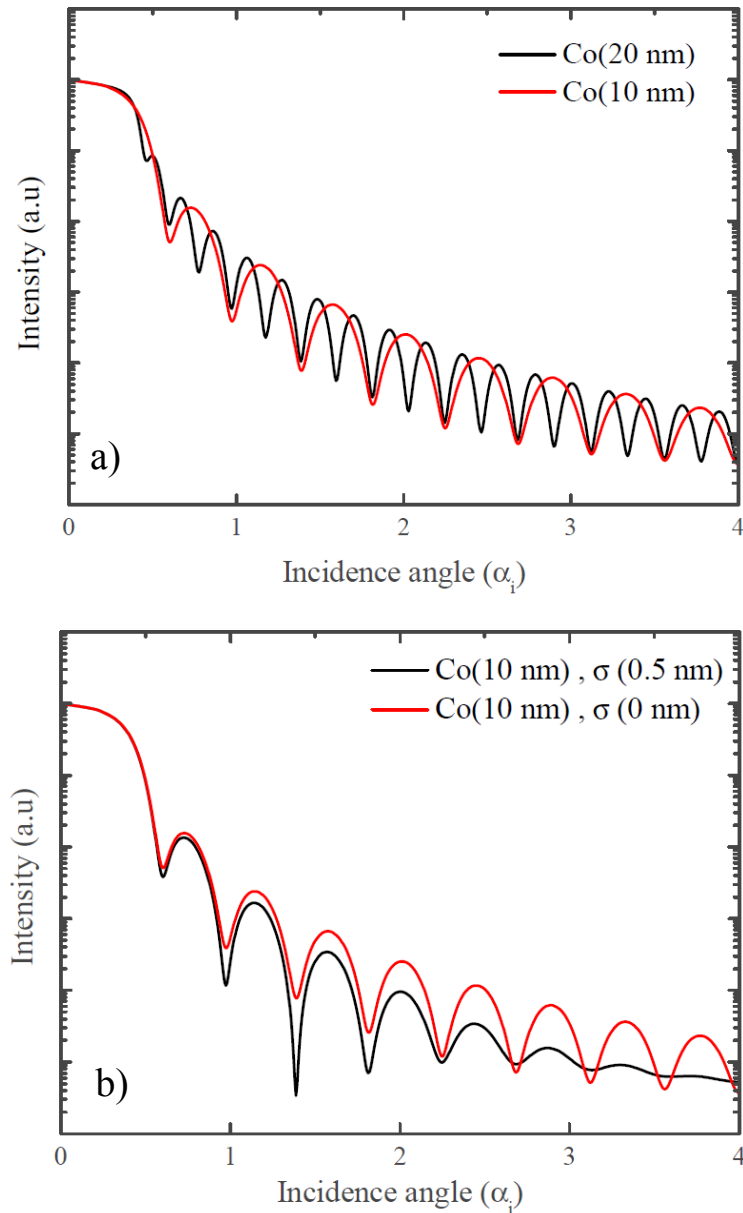 Co(20 nm)
Co(10 nm)
Intensity (a.u)
a)
0 1 2 3 4
Incidence angle (αi)
Co(10 nm) , σ (0.5 nm)
Co(10 nm) , σ (0 nm)
Intensity (a.u)
b)
0 1 2 3 4
Incidence angle (αi)